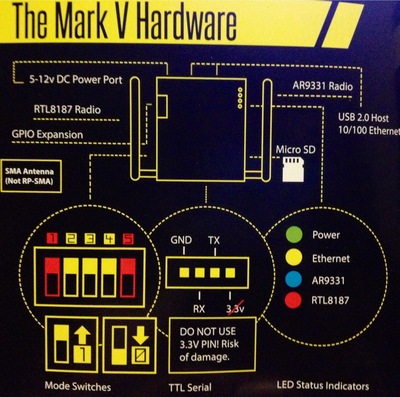 The Mark V Hardware
5-12v DC Power Port
AR9331 Radio
RTL8187 Radio
USB 2.0 Host
10/100 Ethernet
GPIO Expansion
Micro SD
SMA Antenna
(Not RP-SMA)
1 2 3 4 5
GND TX
RX 3.3v
Power
Ethernet
AR9331
RTL8187
1 0
DO NOT USE
3.3V PIN! Risk
of damage.
Mode Switches
TTL Serial
LED Status Indicators